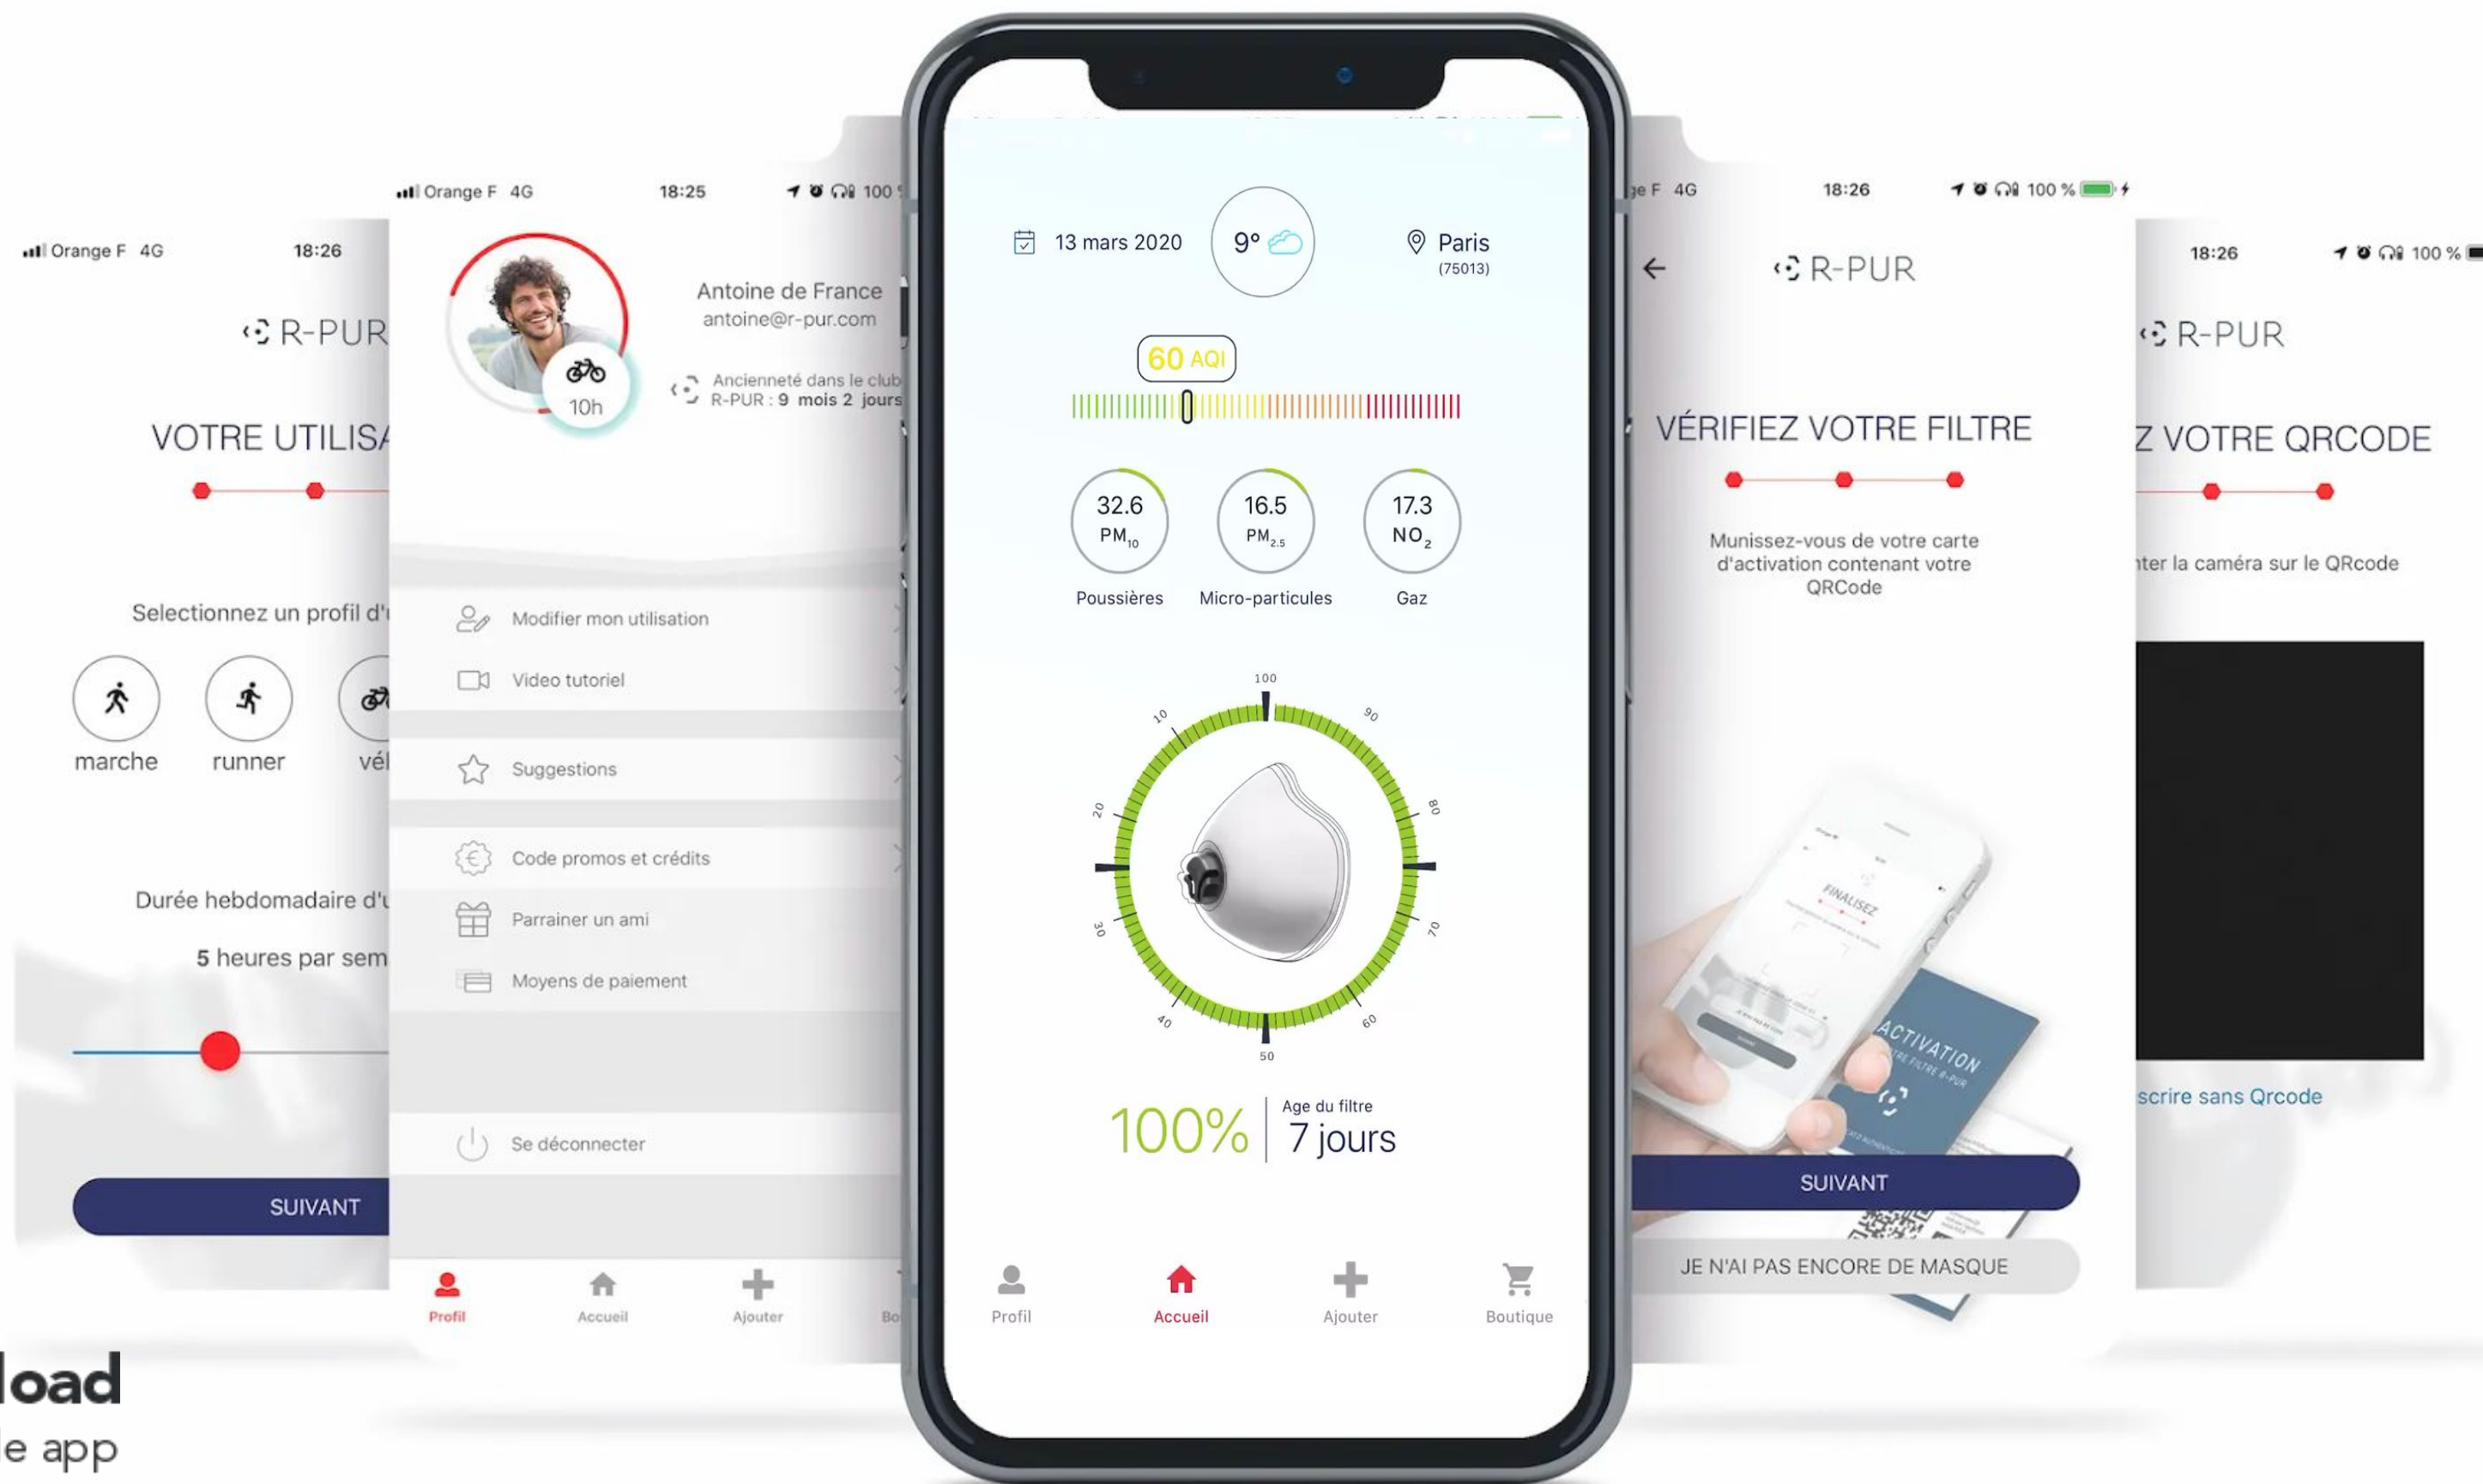 Orange F 4G 18:26
R-PUR
VOTRE UTILISA
Selectionnez un profil d'u
marche runner vél
Durée hebdomadaire d'u
5 heures par sem
SUIVANT
load
e app
Orange F 4G 18:25 100
Antoine de France
antoine@r-pur.com
10h
Ancienneté dans le club
R-PUR : 9 mois 2 jours
Modifier mon utilisation
Video tutoriel
Suggestions
Code promos et crédits
Parrainer un ami
Moyens de paiement
Se déconnecter
Profil Accueil Ajouter Bo
13 mars 2020 9° Paris
(75013)
60 AQI
32.6 16.5 17.3
PM10 PM2.5 NO2
Poussières Micro-particules Gaz
100
10 90
20 80
30 70
40 60
50
100% Age du filtre
7 jours
Profil Accueil Ajouter Boutique
ge F 4G 18:26 100 %
R-PUR
VÉRIFIEZ VOTRE FILTRE
Munissez-vous de votre carte
d'activation contenant votre
QRCode
FINALISEZ
ACTIVATION
TRE FILTRE R-PUR
SUIVANT
JE N'AI PAS ENCORE DE MASQUE
18:26 100 %
R-PUR
Z VOTRE QRCODE
nter la caméra sur le QRcode
scrire sans Qrcode